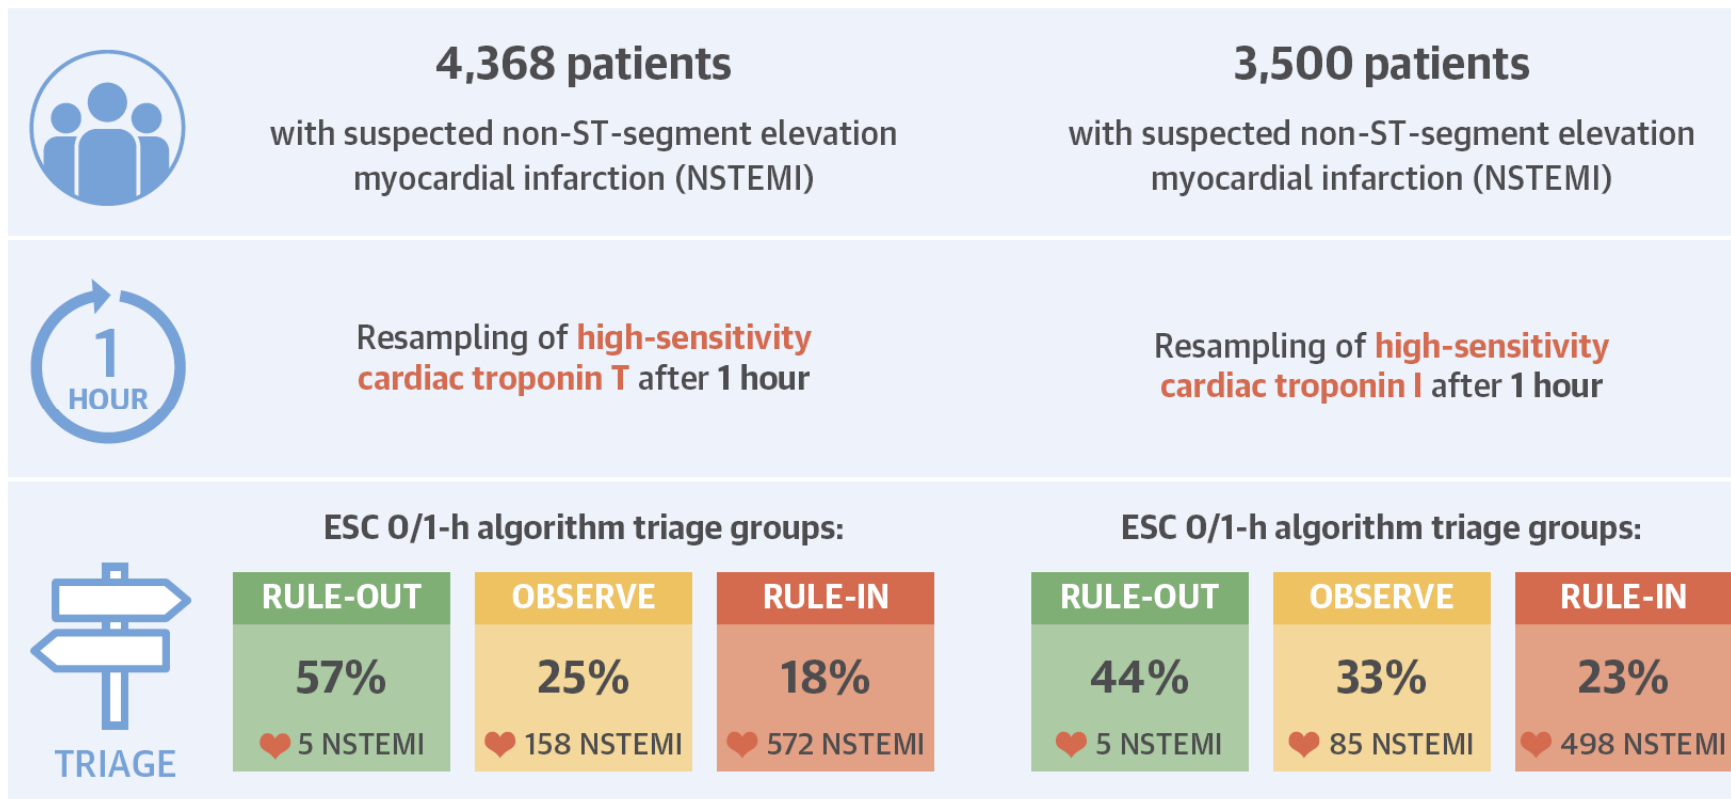 4,368 patients
with suspected non-ST-segment elevation
myocardial infarction (NSTEMI)
3,500 patients
with suspected non-ST-segment elevation
myocardial infarction (NSTEMI)
1
HOUR
Resampling of high-sensitivity
cardiac troponin T after 1 hour
Resampling of high-sensitivity
cardiac troponin I after 1 hour
TRIAGE
ESC 0/1-h algorithm triage groups:
RULE-OUT
57%
5 NSTEMI
OBSERVE
25%
158 NSTEMI
RULE-IN
18%
572 NSTEMI
ESC 0/1-h algorithm triage groups:
RULE-OUT
44%
5 NSTEMI
OBSERVE
33%
85 NSTEMI
RULE-IN
23%
498 NSTEMI